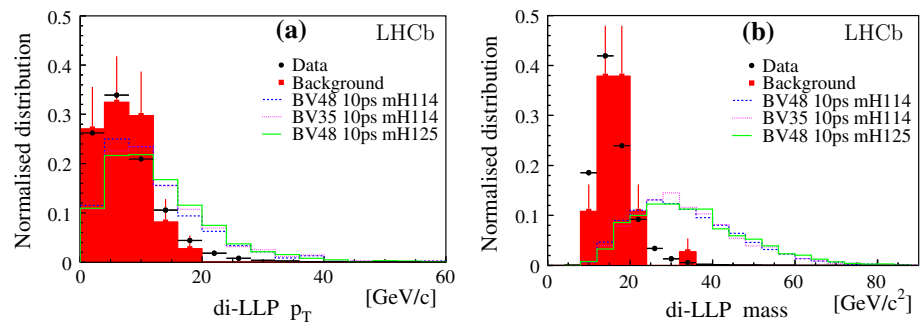 (a)
LHCb
Data
Background
BV48 10ps mH114
BV35 10ps mH114
BV48 10ps mH125
Normalised distribution
0.5
0.4
0.3
0.2
0.1
0
0 20 40 60
[GeV/c]
di-LLP p_T
(b)
LHCb
Data
Background
BV48 10ps mH114
BV35 10ps mH114
BV48 10ps mH125
Normalised distribution
0.5
0.4
0.3
0.2
0.1
0
0 20 40 60 80
[GeV/c²]
di-LLP mass